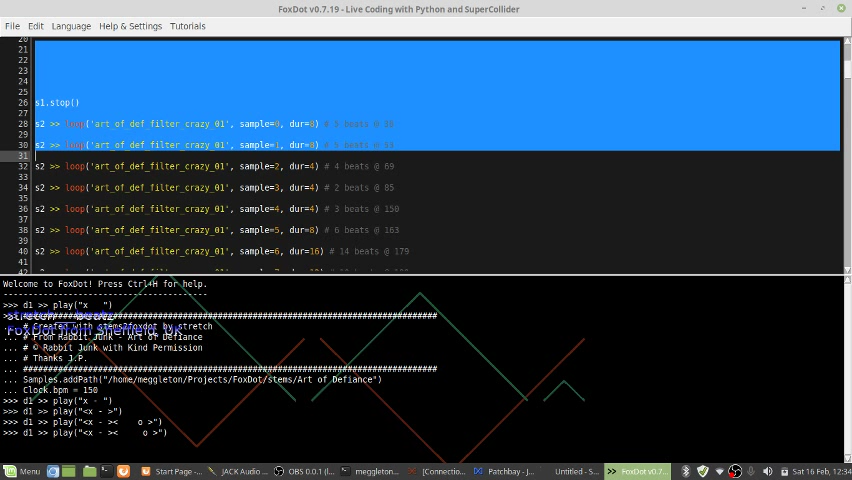 FoxDot v0.7.19 - Live Coding with Python and SuperCollider
File Edit Language Help & Settings Tutorials
20
21
22
23
24
25
26 s1.stop()
27
28 s2 >> loop('art_of_def_filter_crazy_01', sample=0, dur=8) # 5 beats @ 36
29
30 s2 >> loop('art_of_def_filter_crazy_01', sample=1, dur=8) # 5 beats @ 53
31
32 s2 >> loop('art_of_def_filter_crazy_01', sample=2, dur=4) # 4 beats @ 69
33
34 s2 >> loop('art_of_def_filter_crazy_01', sample=3, dur=4) # 2 beats @ 85
35
36 s2 >> loop('art_of_def_filter_crazy_01', sample=4, dur=4) # 3 beats @ 150
37
38 s2 >> loop('art_of_def_filter_crazy_01', sample=5, dur=8) # 6 beats @ 163
39
40 s2 >> loop('art_of_def_filter_crazy_01', sample=6, dur=16) # 14 beats @ 179
41
42
Welcome to FoxDot! Press Ctrl+H for help.
-----------------------------------------
>>> d1 >> play("x   ")
stretch beatz
... # Created with stems2foxdot by stretch
FoxDot from Sheffield, UK
... # From Rabbit Junk - Art of Defiance
... # © Rabbit Junk with Kind Permission
... # Thanks J.P.
... Samples.addPath("/home/meggleton/Projects/FoxDot/stems/Art of Defiance")
... Clock.bpm = 150
>>> d1 >> play("x - ")
>>> d1 >> play("<x - >")
>>> d1 >> play("<x - ><    o >")
>>> d1 >> play("<x - ><     o >")
Menu Start Page -... JACK Audio ... OBS 0.0.1 (l... meggleton... [Connectio... Patchbay - J... Untitled - S... FoxDot v0.7... Sat 16 Feb, 12:34